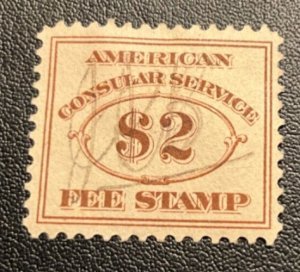 AMERICAN
CONSULAR SERVICE
$2
FEE STAMP